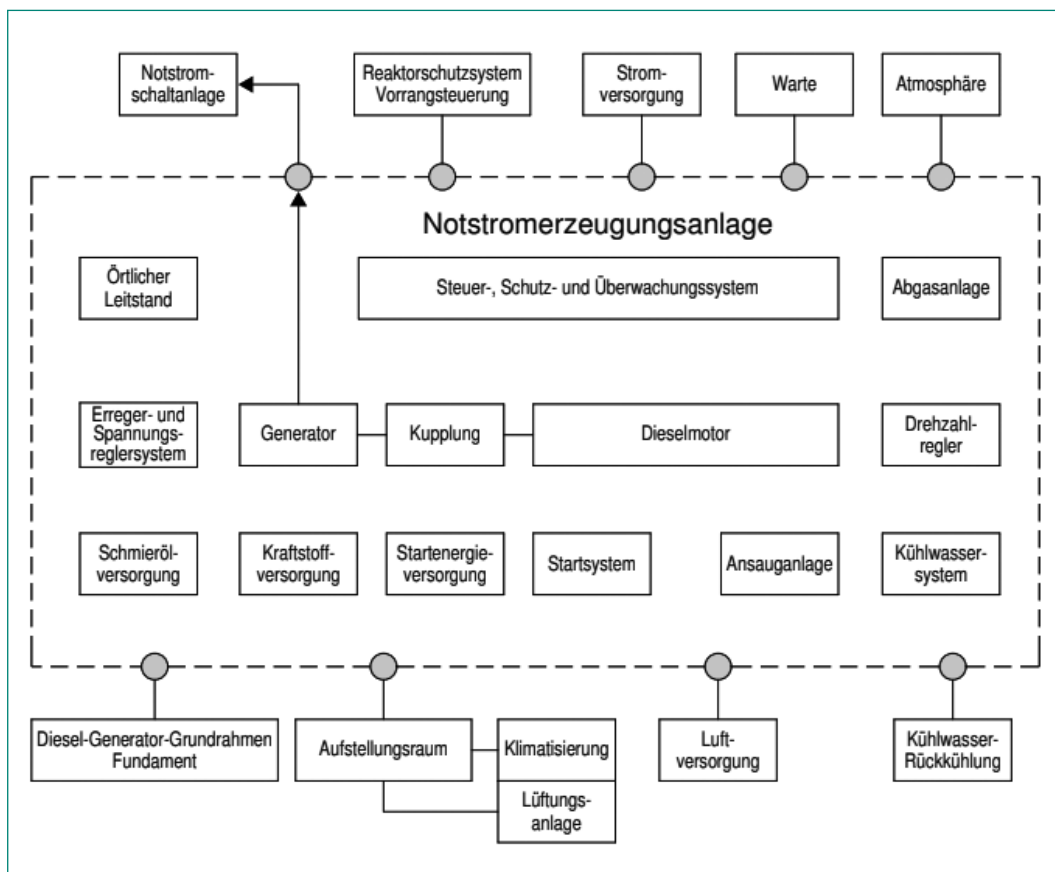 Notstrom-
schaltanlage
Reaktorschutzsystem
Vorrangsteuerung
Strom-
versorgung
Warte
Atmosphäre
Notstromerzeugungsanlage
Örtlicher
Leitstand
Steuer-, Schutz- und Überwachungssystem
Abgasanlage
Erreger- und
Spannungs-
reglersystem
Generator
Kupplung
Dieselmotor
Drehzahl-
regler
Schmieröl-
versorgung
Kraftstoff-
versorgung
Startenergie-
versorgung
Startsystem
Ansauganlage
Kühlwasser-
system
Diesel-Generator-Grundrahmen
Fundament
Aufstellungsraum
Klimatisierung
Lüftungs-
anlage
Luft-
versorgung
Kühlwasser-
Rückkühlung